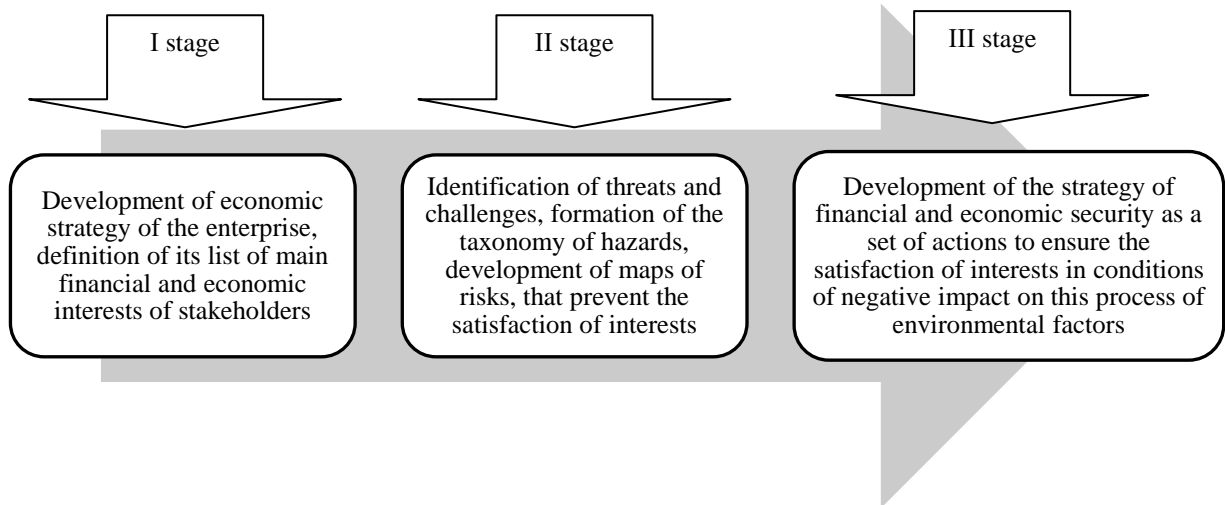 I stage
Development of economic
strategy of the enterprise,
definition of its list of main
financial and economic
interests of stakeholders
II stage
Identification of threats and
challenges, formation of the
taxonomy of hazards,
development of maps of
risks, that prevent the
satisfaction of interests
III stage
Development of the strategy of
financial and economic security as a
set of actions to ensure the
satisfaction of interests in conditions
of negative impact on this process of
environmental factors